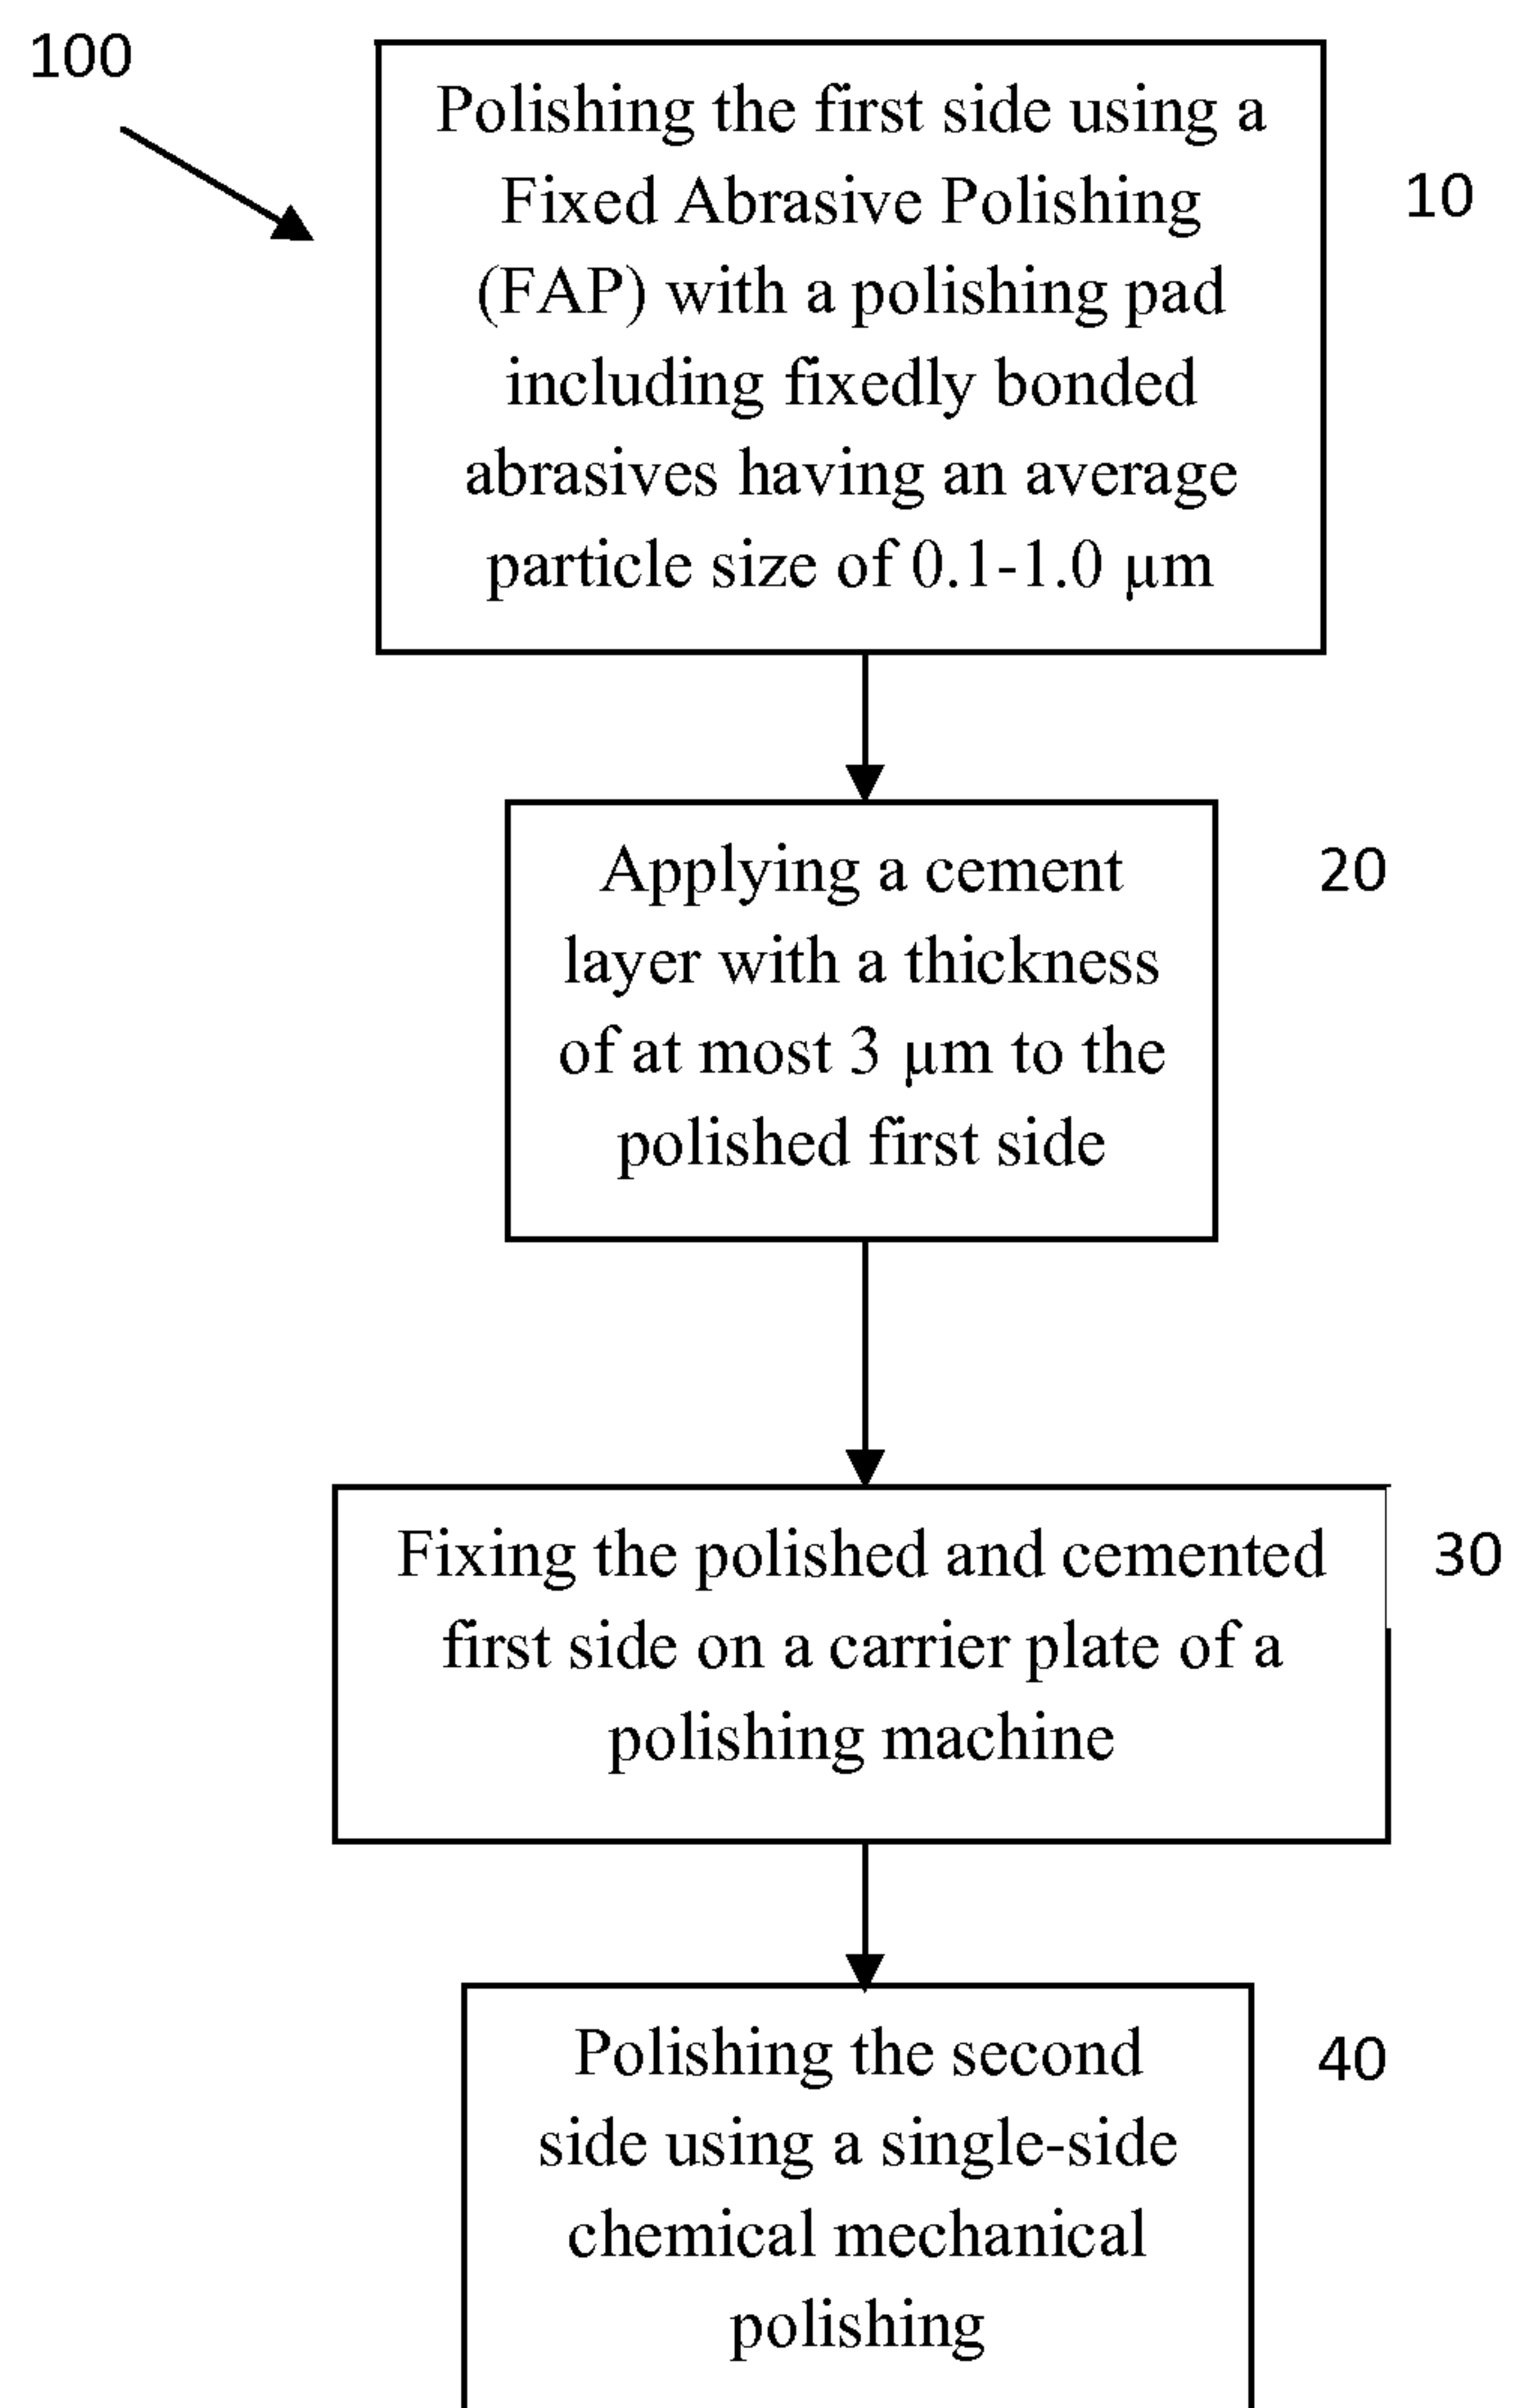 100
Polishing the first side using a
Fixed Abrasive Polishing
10
(FAP) with a polishing pad
including fixedly bonded
abrasives having an average
particle size of 0.1-1.0 μm
Applying a cement
20
layer with a thickness
of at most 3 μm to the
polished first side
Fixing the polished and cemented
30
first side on a carrier plate of a
polishing machine
Polishing the second
40
side using a single-side
chemical mechanical
polishing